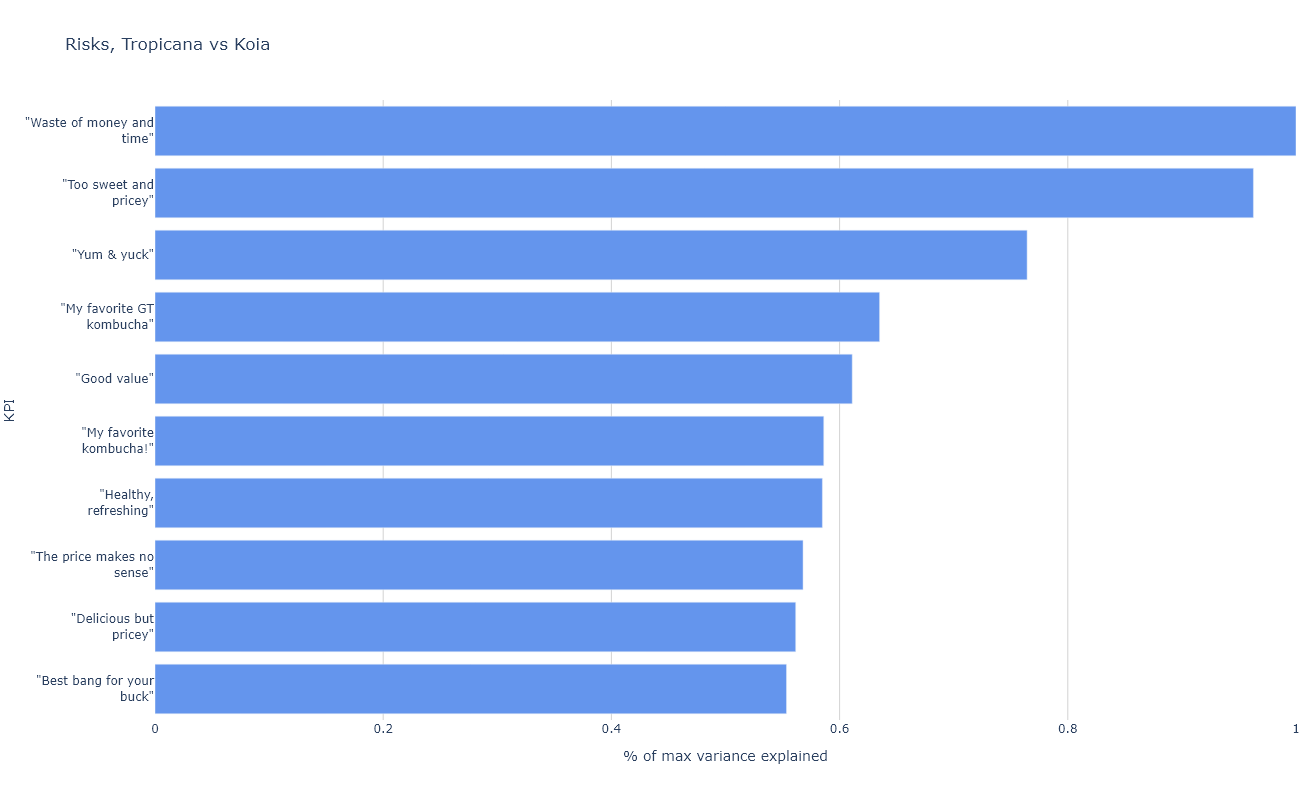 Risks, Tropicana vs Koia
"Waste of money and
time"
"Too sweet and
pricey"
"Yum & yuck"
"My favorite GT
kombucha"
"Good value"
"My favorite
kombucha!"
"Healthy,
refreshing"
"The price makes no
sense"
"Delicious but
pricey"
"Best bang for your
buck"
KPI
0 0.2 0.4 0.6 0.8 1
% of max variance explained